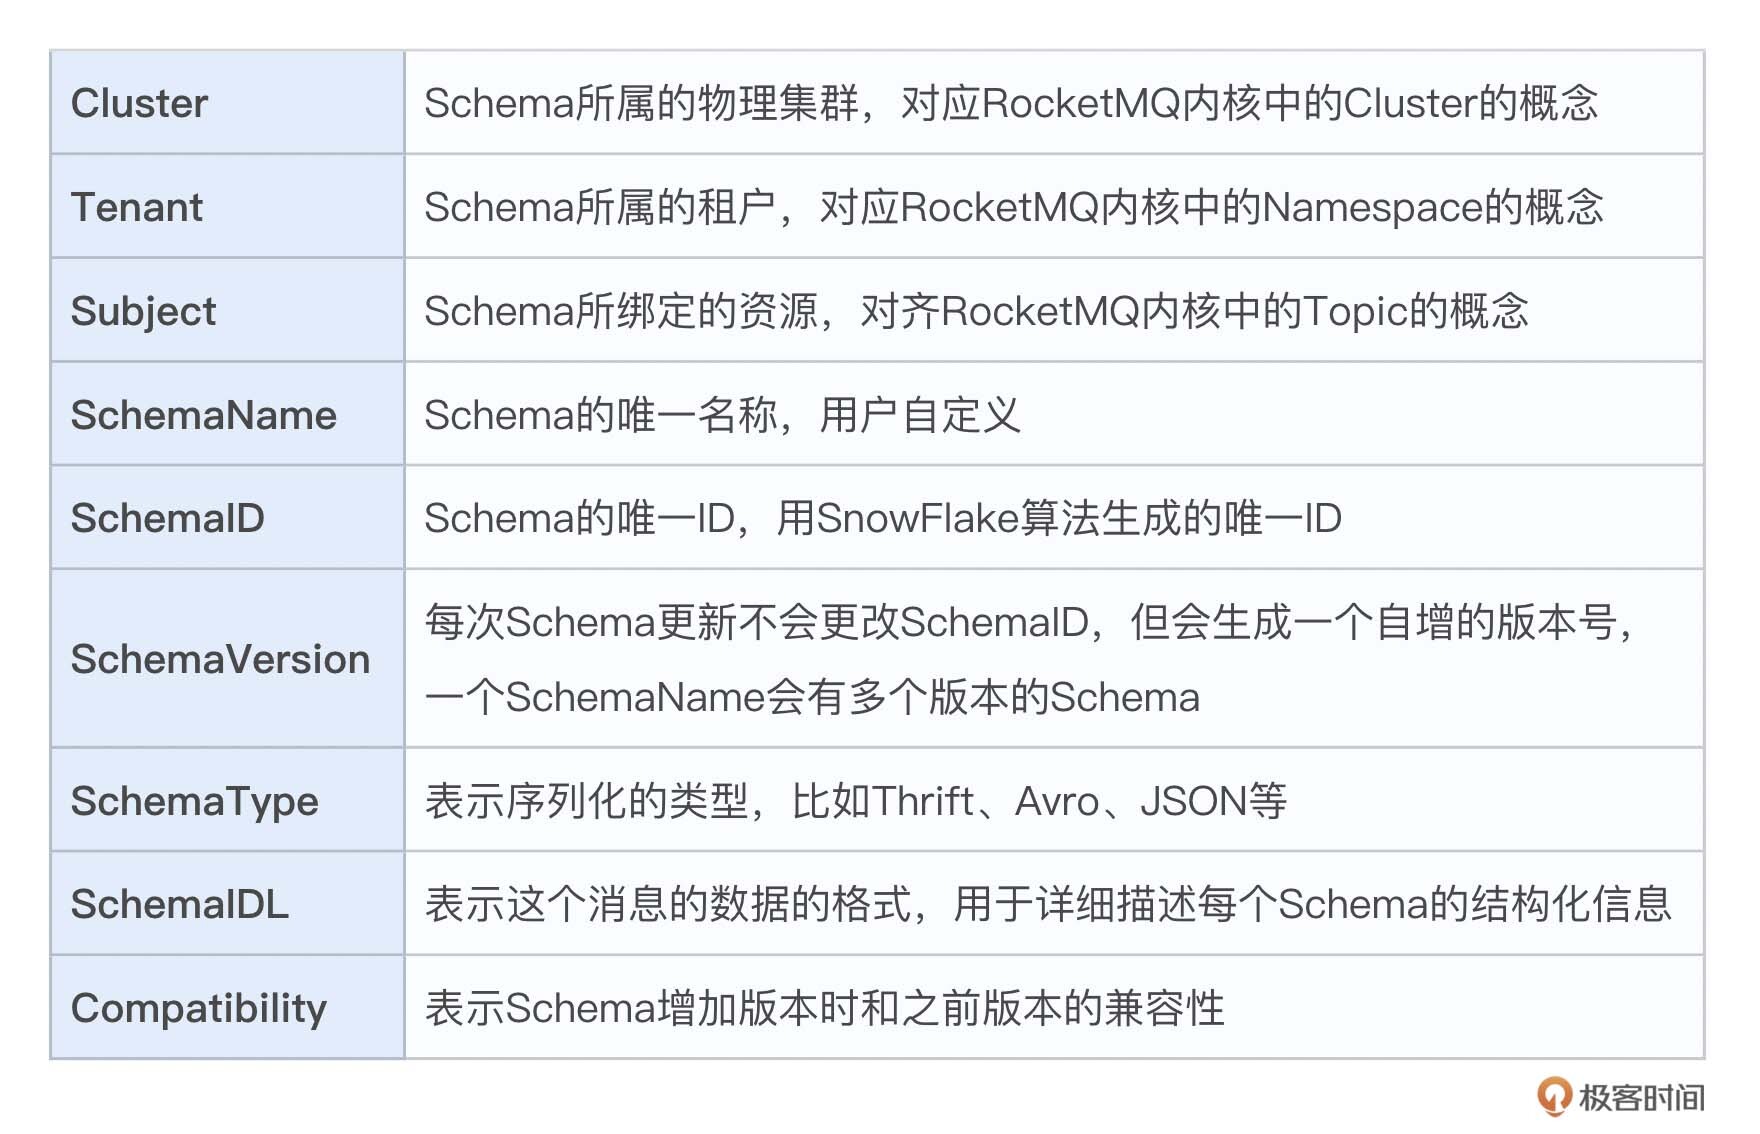 Cluster
Schema所属的物理集群，对应RocketMQ内核中的Cluster的概念
Tenant
Schema所属的租户，对应RocketMQ内核中的Namespace的概念
Subject
Schema所绑定的资源，对齐RocketMQ内核中的Topic的概念
SchemaName
Schema的唯一名称，用户自定义
SchemaID
Schema的唯一ID，用SnowFlake算法生成的唯一ID
SchemaVersion
每次Schema更新不会更改SchemaID，但会生成一个自增的版本号，
一个SchemaName会有多个版本的Schema
SchemaType
表示序列化的类型，比如Thrift、Avro、JSON等
SchemaIDL
表示这个消息的数据的格式，用于详细描述每个Schema的结构化信息
Compatibility
表示Schema增加版本时和之前版本的兼容性
极客时间